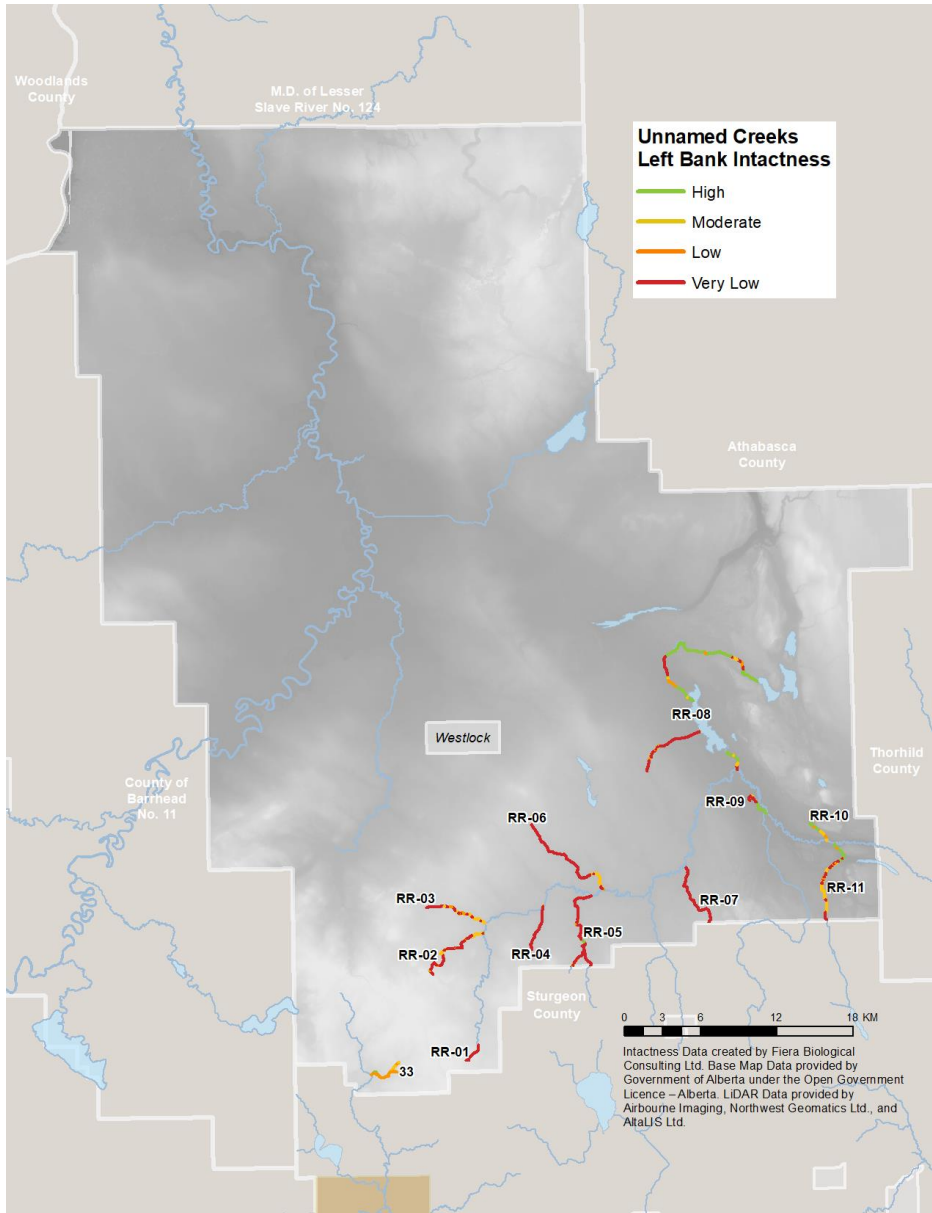 Woodlands
County
M.D. of Lesser
Slave River No. 124
Unnamed Creeks
Left Bank Intactness
High
Moderate
Low
Very Low
Athabasca
County
RR-08
Westlock
Thorhild
County
County of
Barrhead
No. 11
RR-09
RR-10
RR-06
RR-11
RR-03
RR-07
RR-05
RR-02
RR-04
Sturgeon
County
0 3 6 12 18 KM
RR-01
33
Intactness Data created by Fiera Biological
Consulting Ltd. Base Map Data provided by
Government of Alberta under the Open Government
Licence – Alberta. LiDAR Data provided by
Airbourne Imaging, Northwest Geomatics Ltd., and
AltaLIS Ltd.